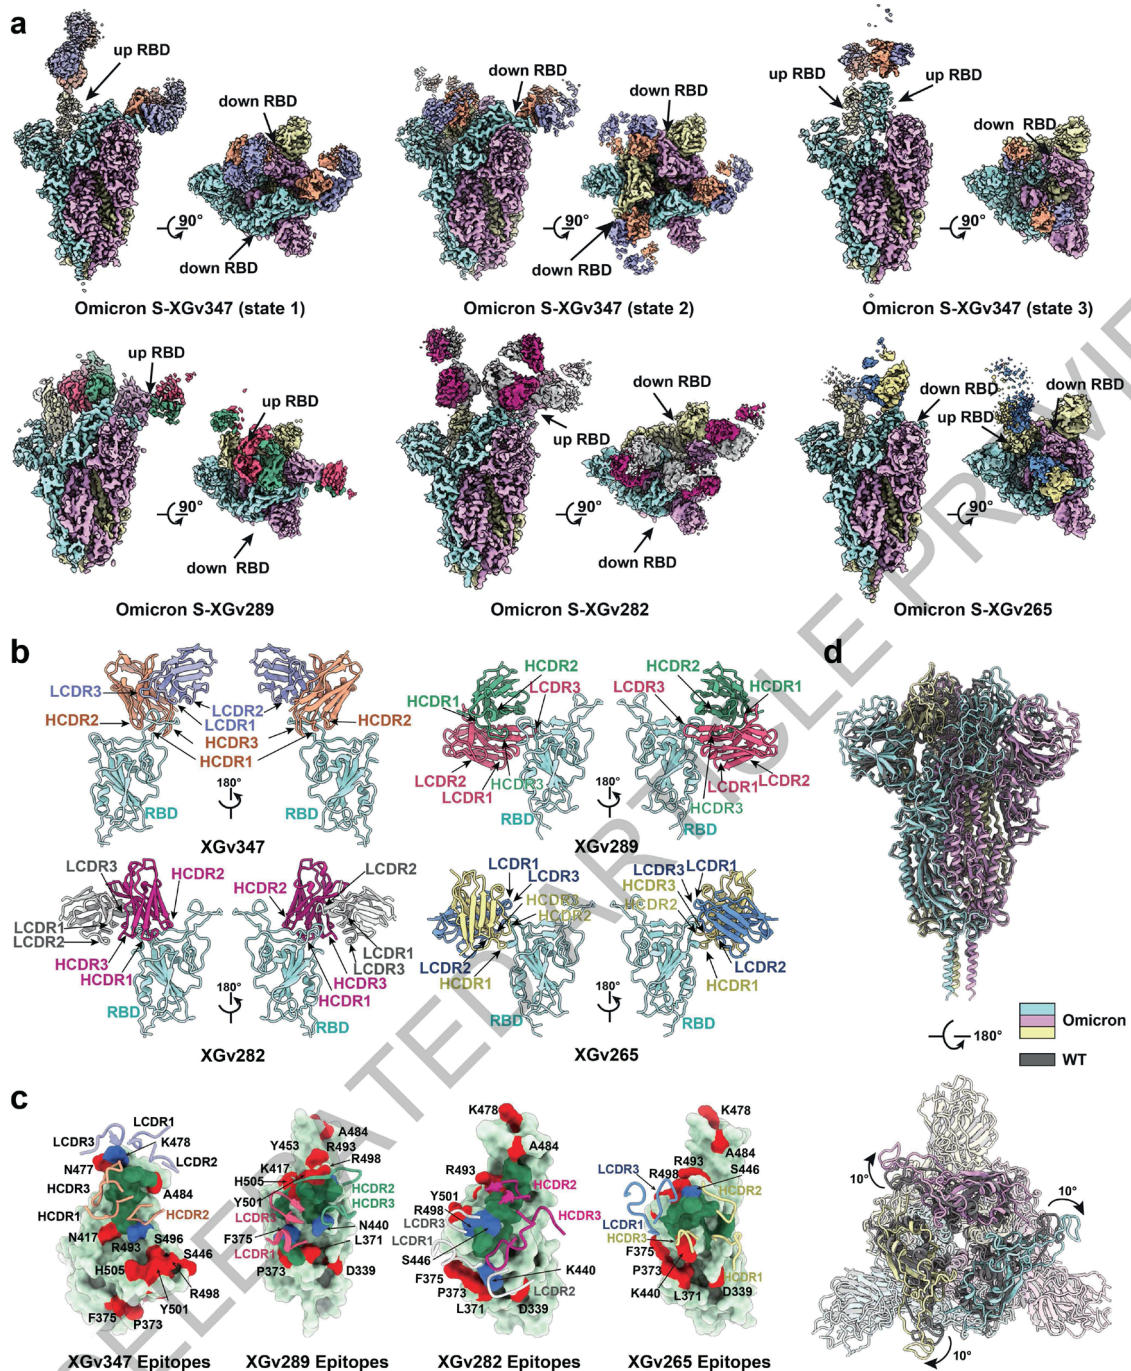 a
up RBD
down RBD
90°
down RBD
Omicron S-XGv347 (state 1)
down RBD
down RBD
90°
down RBD
Omicron S-XGv347 (state 2)
up RBD
up RBD
down RBD
90°
Omicron S-XGv347 (state 3)
up RBD
up RBD
90°
down RBD
Omicron S-XGv289
down RBD
up RBD
90°
down RBD
Omicron S-XGv282
down RBD
down RBD
up RBD
90°
Omicron S-XGv265
b
LCDR3
LCDR2
LCDR1
HCDR2
HCDR2
HCDR3
HCDR1
180°
RBD
RBD
XGv347
HCDR2
HCDR2
LCDR3
LCDR3
HCDR1
HCDR1
LCDR2
LCDR2
LCDR1
LCDR1
HCDR3
HCDR3
180°
RBD
RBD
XGv289
LCDR3
HCDR2
HCDR2
LCDR2
LCDR1
LCDR2
LCDR1
LCDR3
HCDR3
HCDR1
HCDR3
HCDR1
180°
RBD
RBD
XGv282
LCDR1
LCDR1
LCDR3
LCDR3
HCDR3
HCDR3
HCDR2
HCDR2
LCDR2
LCDR2
HCDR1
HCDR1
180°
RBD
RBD
XGv265
c
LCDR1
LCDR3
K478
LCDR2
N477
HCDR3
A484
HCDR1
HCDR2
N417
R493
S496
S446
H505
R498
Y501
F375
P373
XGv347 Epitopes
K478
A484
Y453
R493
K417
R498
H505
Y501
HCDR2
HCDR3
LCDR3
N440
F375
L371
LCDR1
P373
D339
XGv289 Epitopes
K478
A484
R493
HCDR2
Y501
R498
HCDR3
LCDR3
LCDR1
S446
K440
F375
P373
LCDR2
L371
D339
XGv282 Epitopes
K478
A484
R493
LCDR3
R498
S446
HCDR2
LCDR1
HCDR3
F375
P373
HCDR1
K440
D339
L371
XGv265 Epitopes
d
Omicron
180°
WT
10°
10°
10°
ACCELERATED ARTICLE PREVIEW